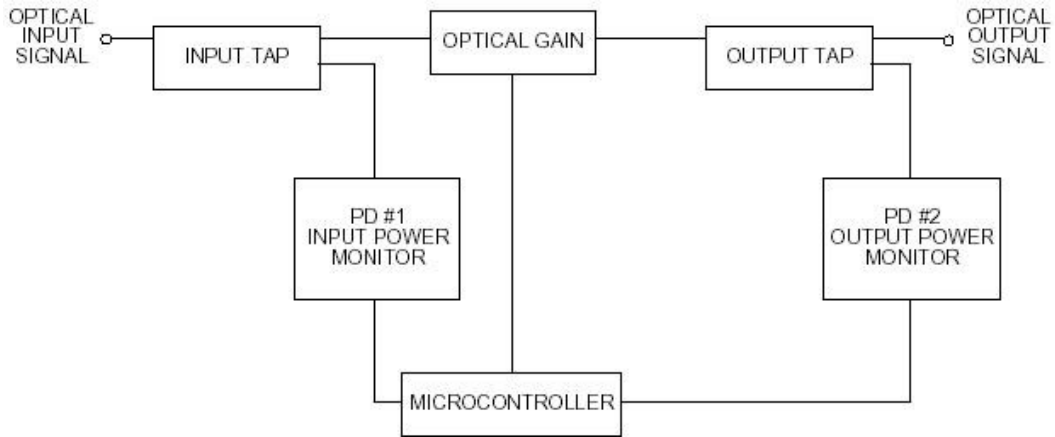 OPTICAL
INPUT
SIGNAL
INPUT TAP
OPTICAL GAIN
OUTPUT TAP
OPTICAL
OUTPUT
SIGNAL
PD #1
INPUT POWER
MONITOR
PD #2
OUTPUT POWER
MONITOR
MICROCONTROLLER